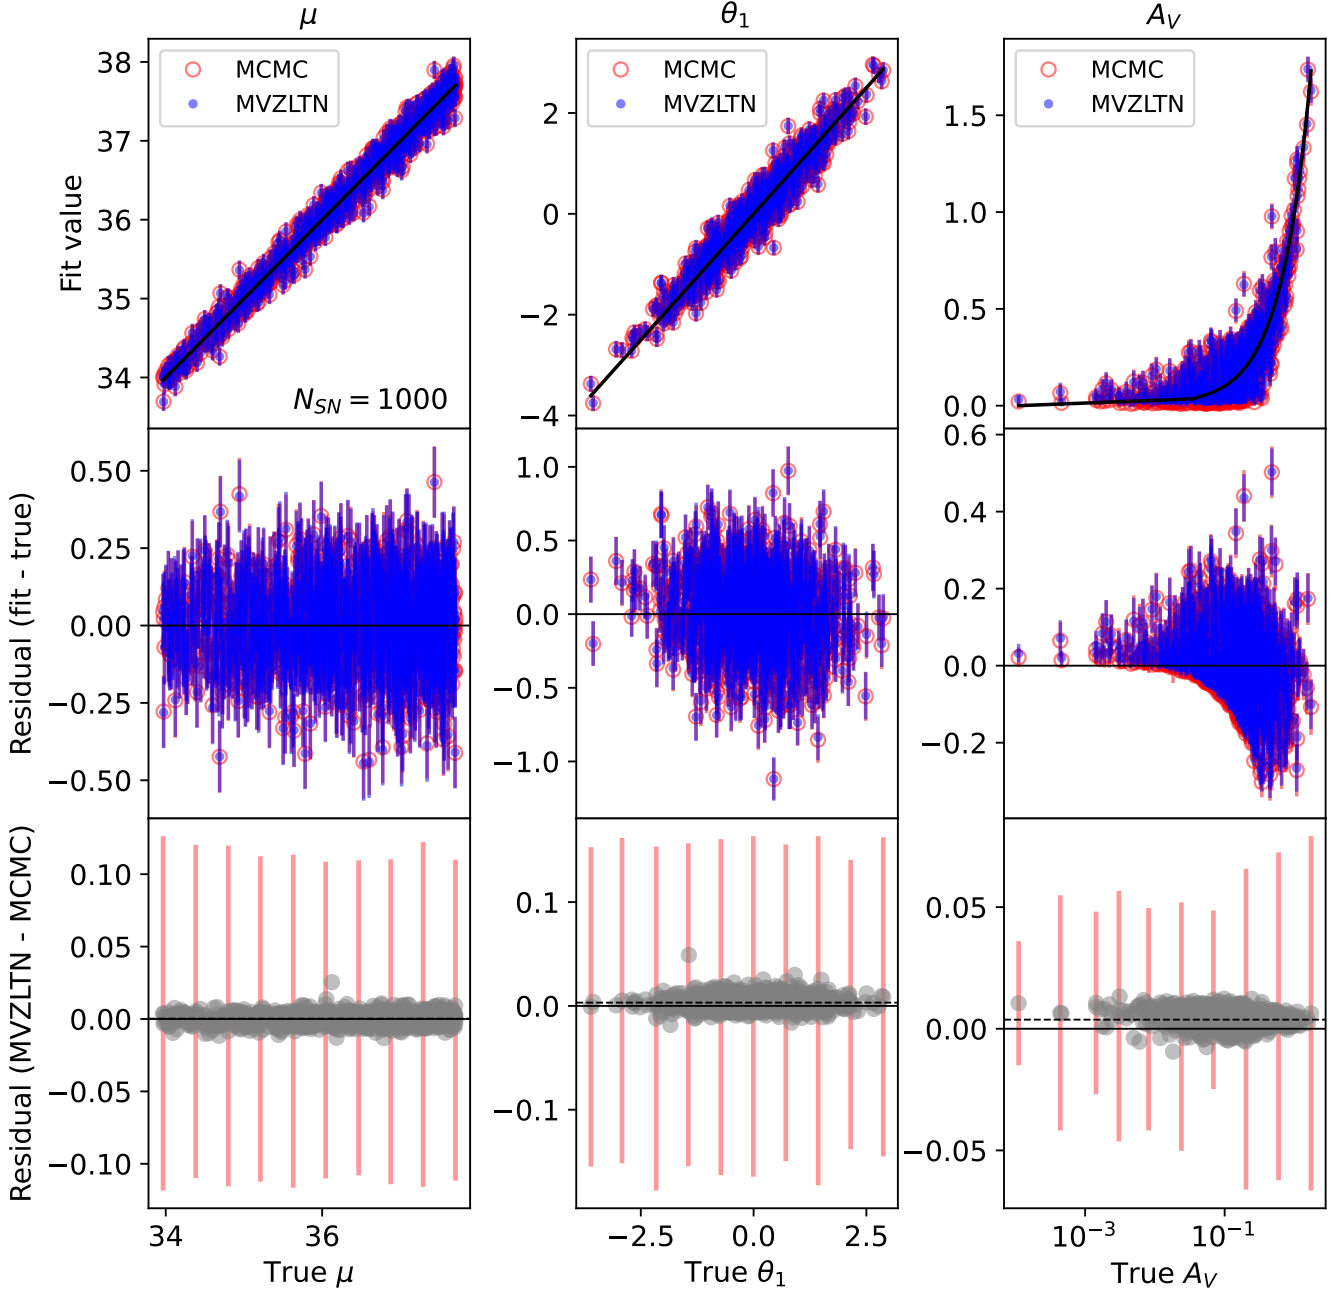 μ
θ₁
A_V
MCMC
MVZLTN
MCMC
MVZLTN
MCMC
MVZLTN
Fit value
38
37
36
35
34
N_{SN} = 1000
2
0
−2
−4
1.5
1.0
0.5
0.0
Residual (fit - true)
0.50
0.25
0.00
−0.25
−0.50
1.0
0.5
0.0
−0.5
−1.0
0.6
0.4
0.2
0.0
−0.2
Residual (MVZLTN - MCMC)
0.10
0.05
0.00
−0.05
−0.10
0.1
0.0
−0.1
0.05
0.00
−0.05
34 36
−2.5 0.0 2.5
10⁻³ 10⁻¹
True μ
True θ₁
True A_V